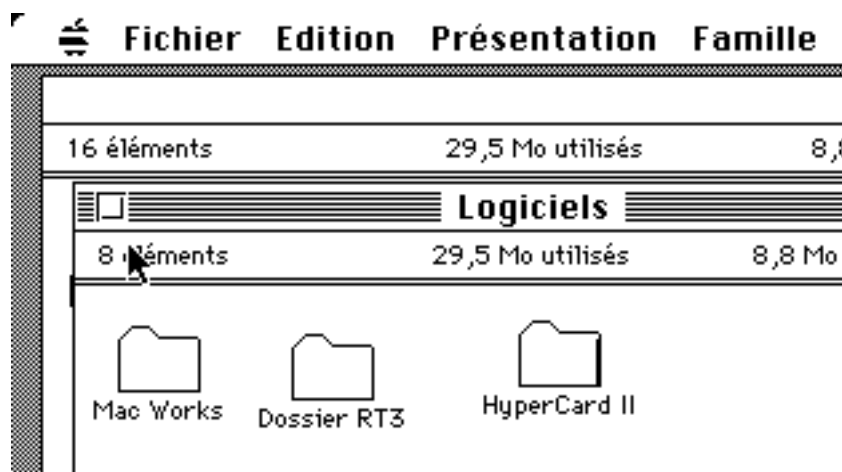 Fichier Edition Présentation Famille
16 éléments 29,5 Mo utilisés
Logiciels
8 éléments 29,5 Mo utilisés 8,8 Mo
Mac Works Dossier RT3 HyperCard II